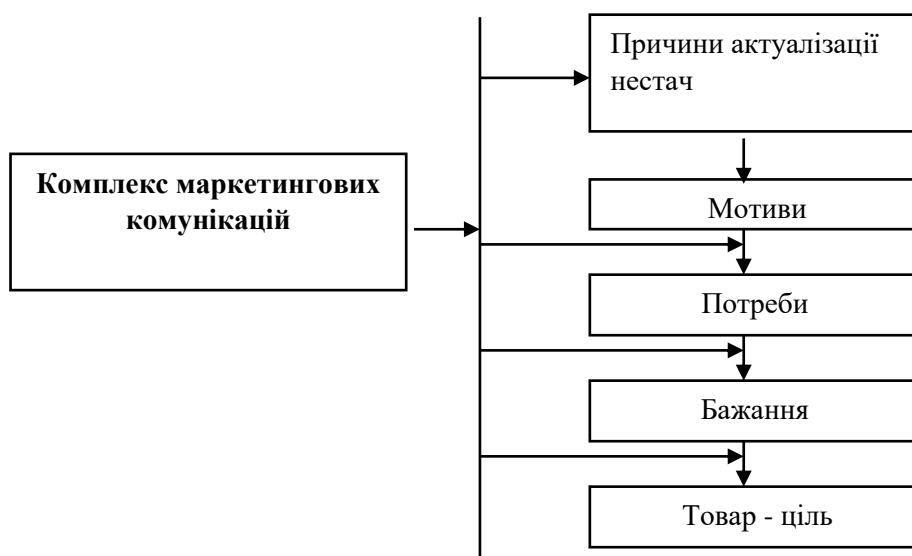 Причини актуалізації
нестач
Комплекс маркетингових
комунікацій
Мотиви
Потреби
Бажання
Товар - ціль